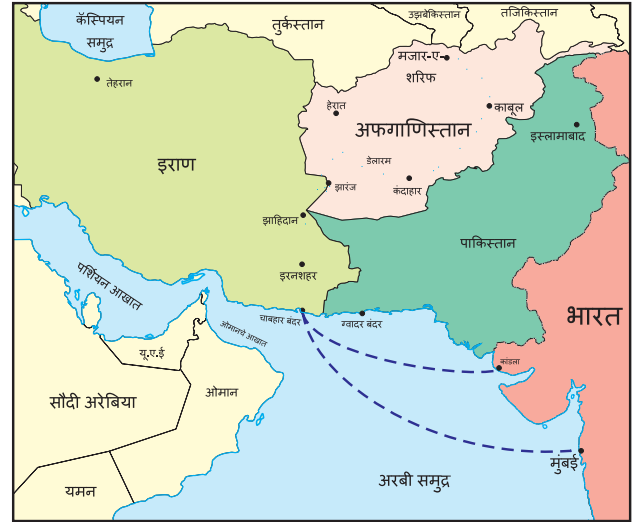 कॅस्पियन
समुद्र
तुर्कस्तान
उझबेकिस्तान
तजिकिस्तान
तेहरान
मजार-ए-
शरिफ
हेरात
काबूल
अफगाणिस्तान
इस्लामाबाद
इराण
डेलारम
झारंज
कंदाहार
झाहिदान
पाकिस्तान
इरनशहर
पर्शियन आखात
चाबहार बंदर
ग्वादर बंदर
भारत
ओमानचे आखात
यू.ए.ई
कांडला
सौदी अरेबिया
ओमान
मुंबई
अरबी समुद्र
यमन